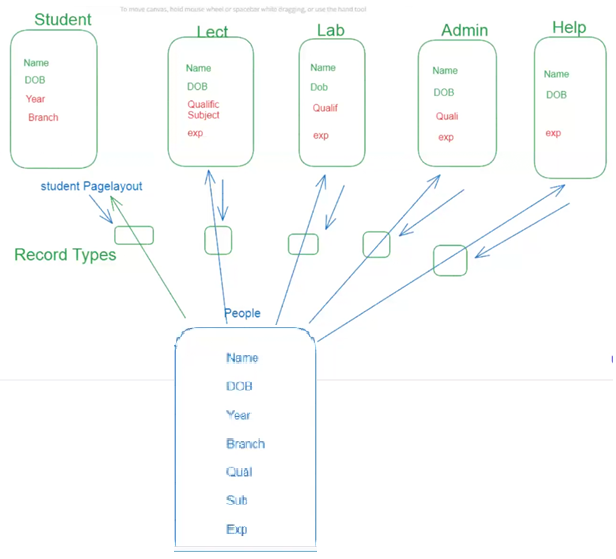 To move canvas, hold mouse wheel or spacebar while dragging, or use the hand tool
Student
Name
DOB
Year
Branch
Lect
Name
DOB
Qualific
Subject
exp
Lab
Name
Dob
Qualif
exp
Admin
Name
DOB
Quali
exp
Help
Name
DOB
exp
student Pagelayout
Record Types
People
Name
DOB
Year
Branch
Qual
Sub
Exp